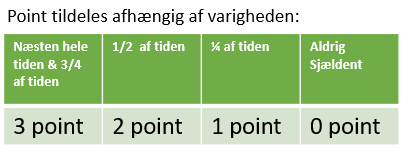 Point tildeles afhængig af varigheden:
Næsten hele
tiden & 3/4
af tiden
1/2 af tiden
¼ af tiden
Aldrig
Sjældent
3 point
2 point
1 point
0 point